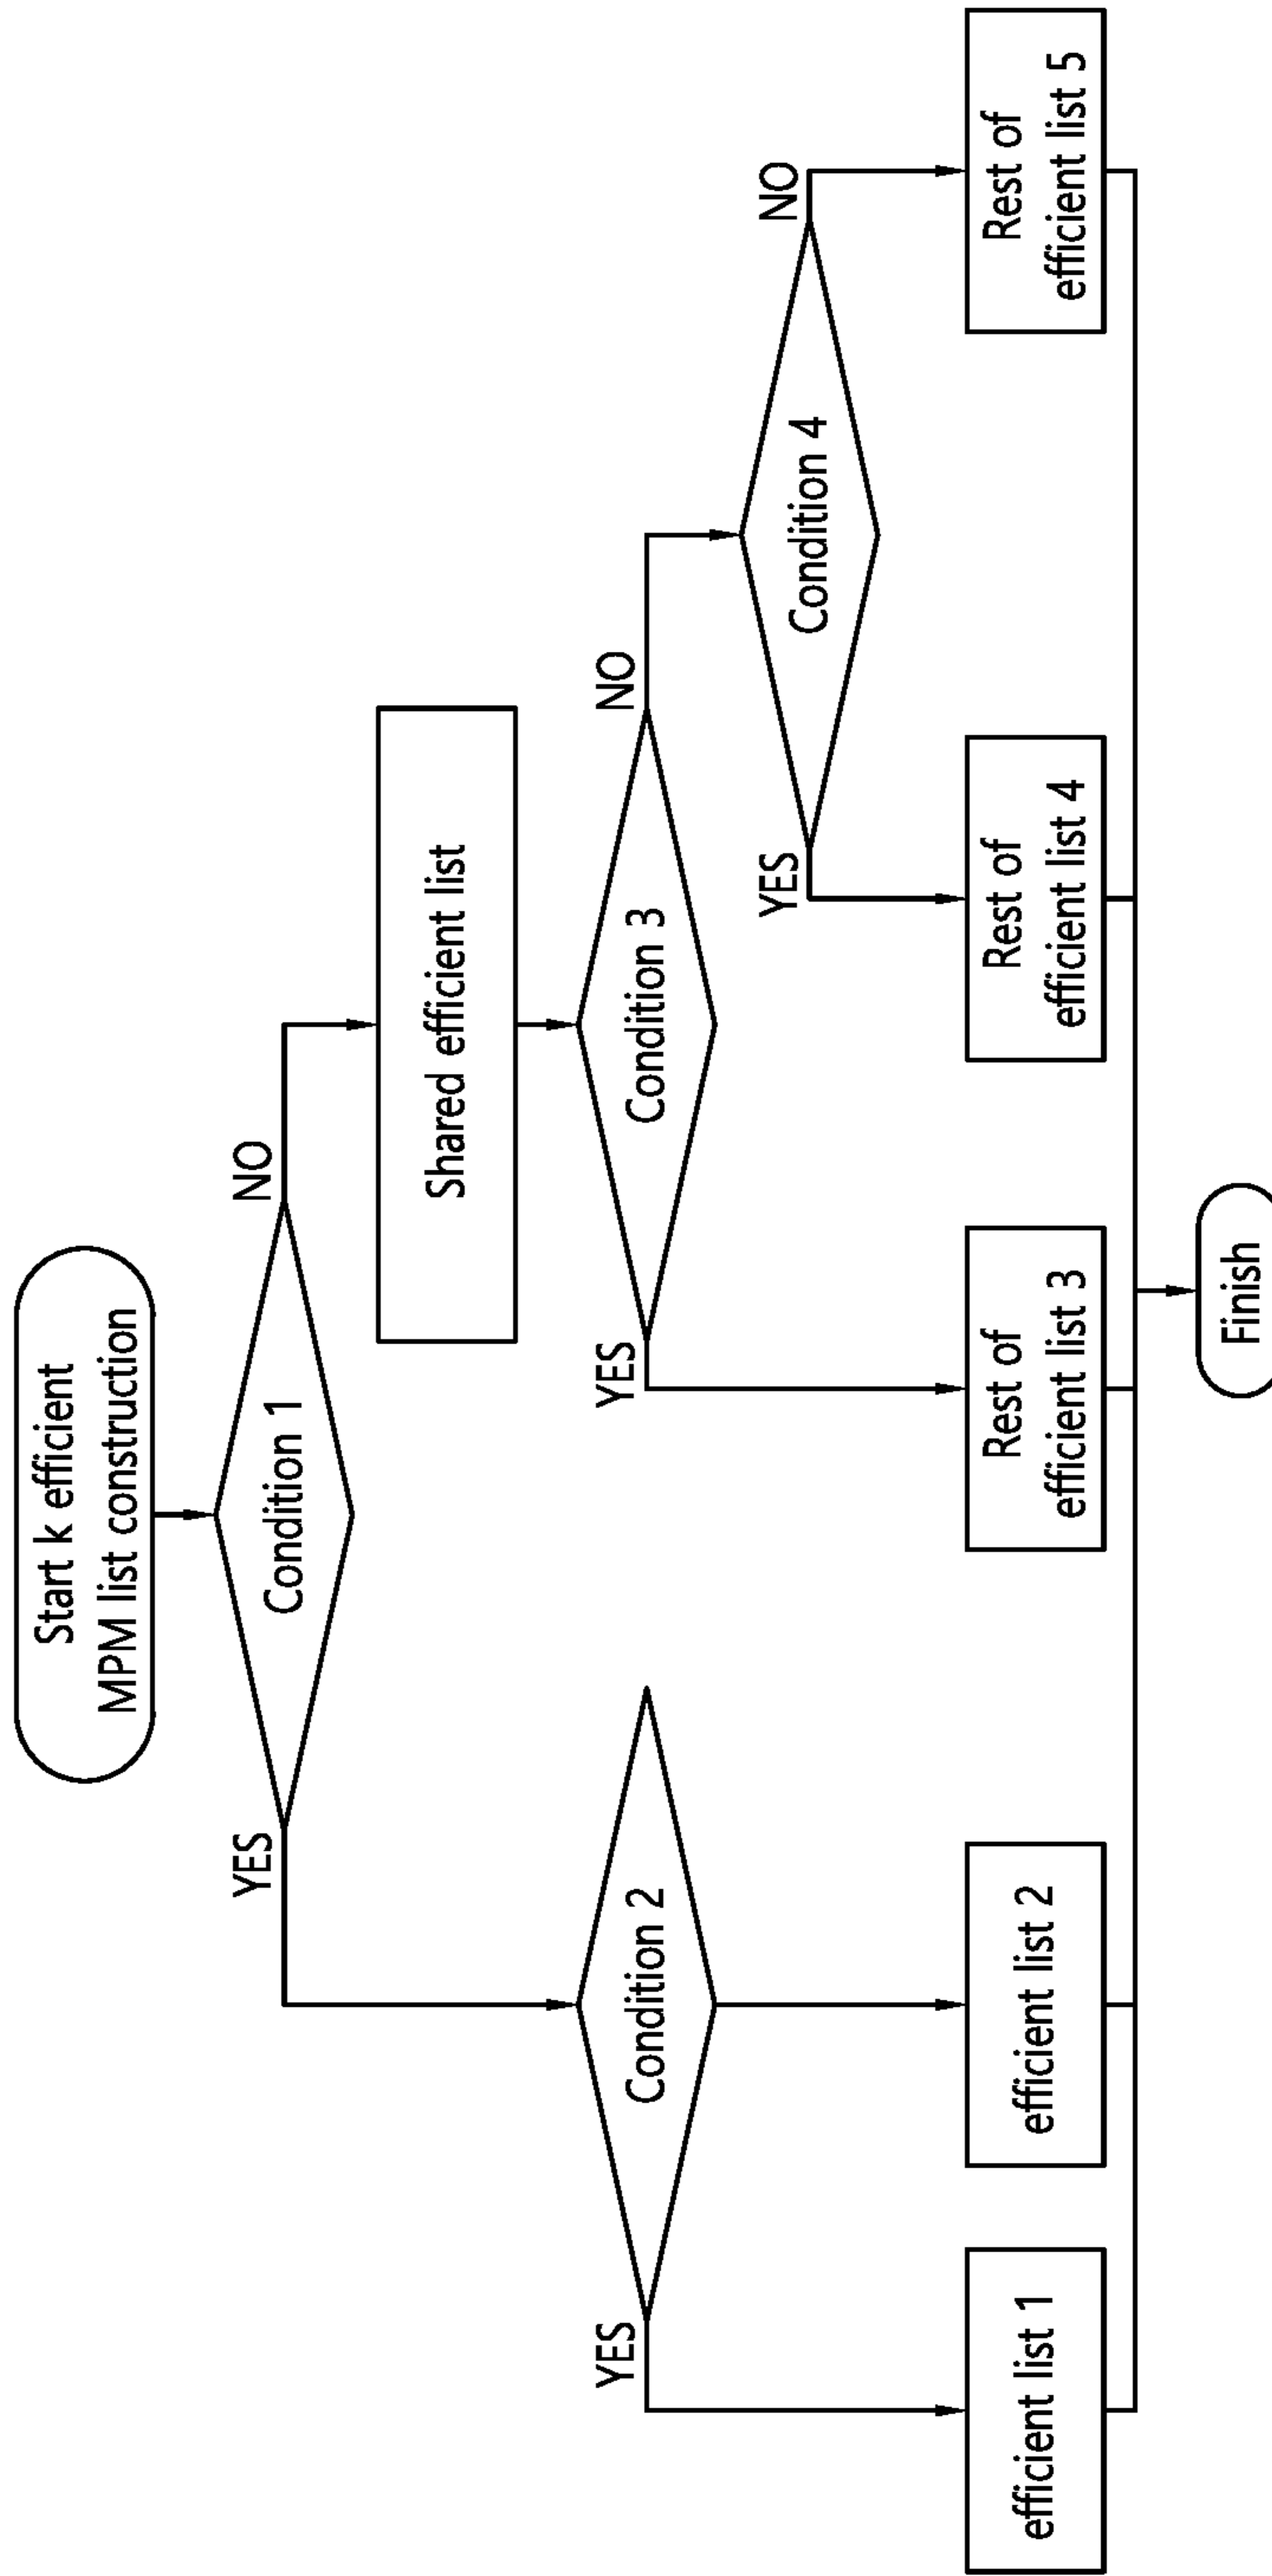 Start k efficient
MPM list construction
Condition 1
YES
NO
Shared efficient list
Condition 2
YES
Condition 3
YES
NO
Condition 4
YES
NO
efficient list 1
efficient list 2
Rest of
efficient list 3
Rest of
efficient list 4
Rest of
efficient list 5
Finish